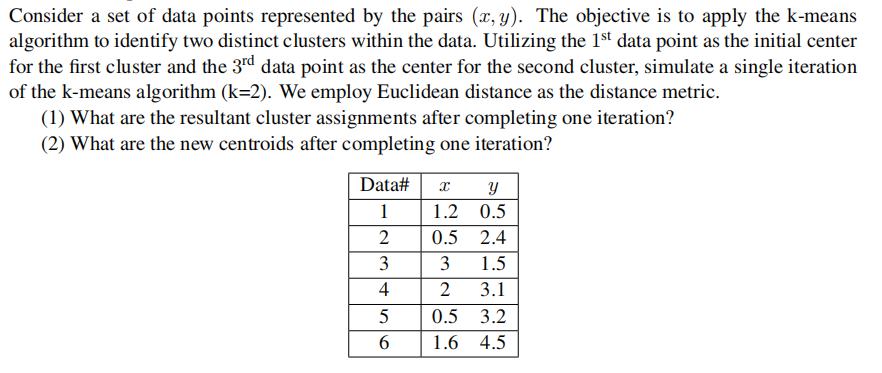 Consider a set of data points represented by the pairs (x, y). The objective is to apply the k-means
algorithm to identify two distinct clusters within the data. Utilizing the 1st data point as the initial center
for the first cluster and the 3rd data point as the center for the second cluster, simulate a single iteration
of the k-means algorithm (k=2). We employ Euclidean distance as the distance metric.
(1) What are the resultant cluster assignments after completing one iteration?
(2) What are the new centroids after completing one iteration?
Data# x y
1 1.2 0.5
2 0.5 2.4
3 3 1.5
4 2 3.1
5 0.5 3.2
6 1.6 4.5